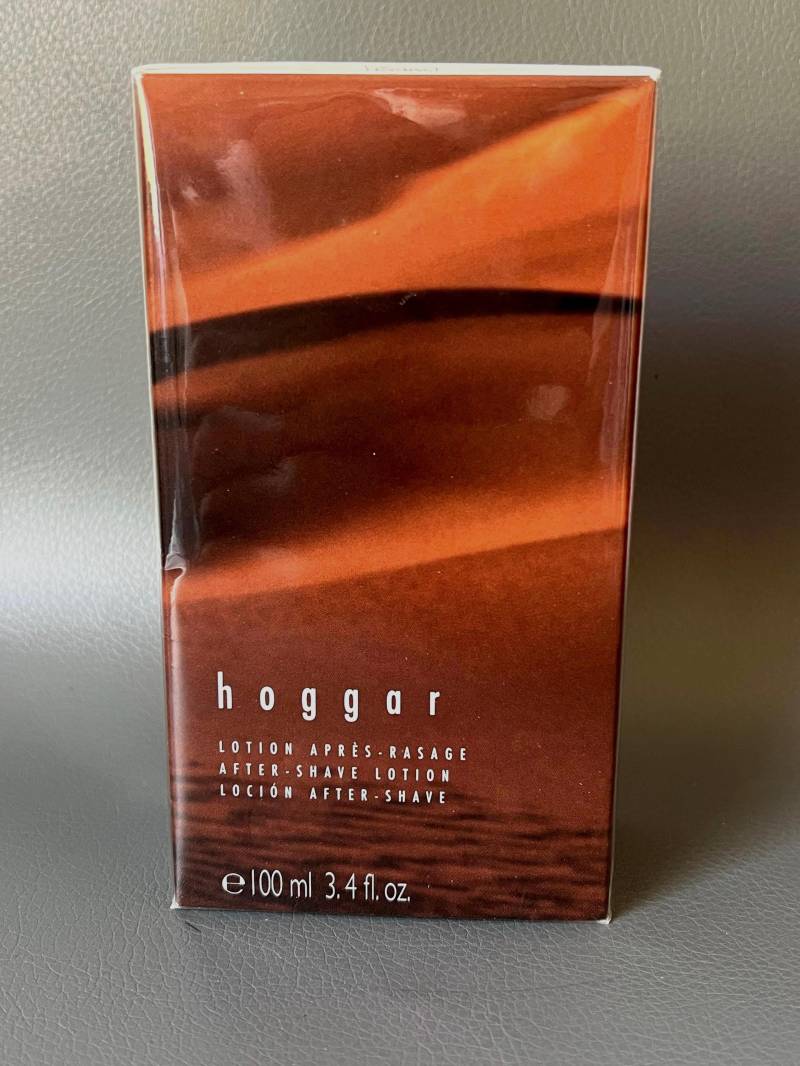 hoggar
LOTION APRÈS-RASAGE
AFTER-SHAVE LOTION
LOCIÓN AFTER-SHAVE
℮100 ml 3.4 fl. oz.